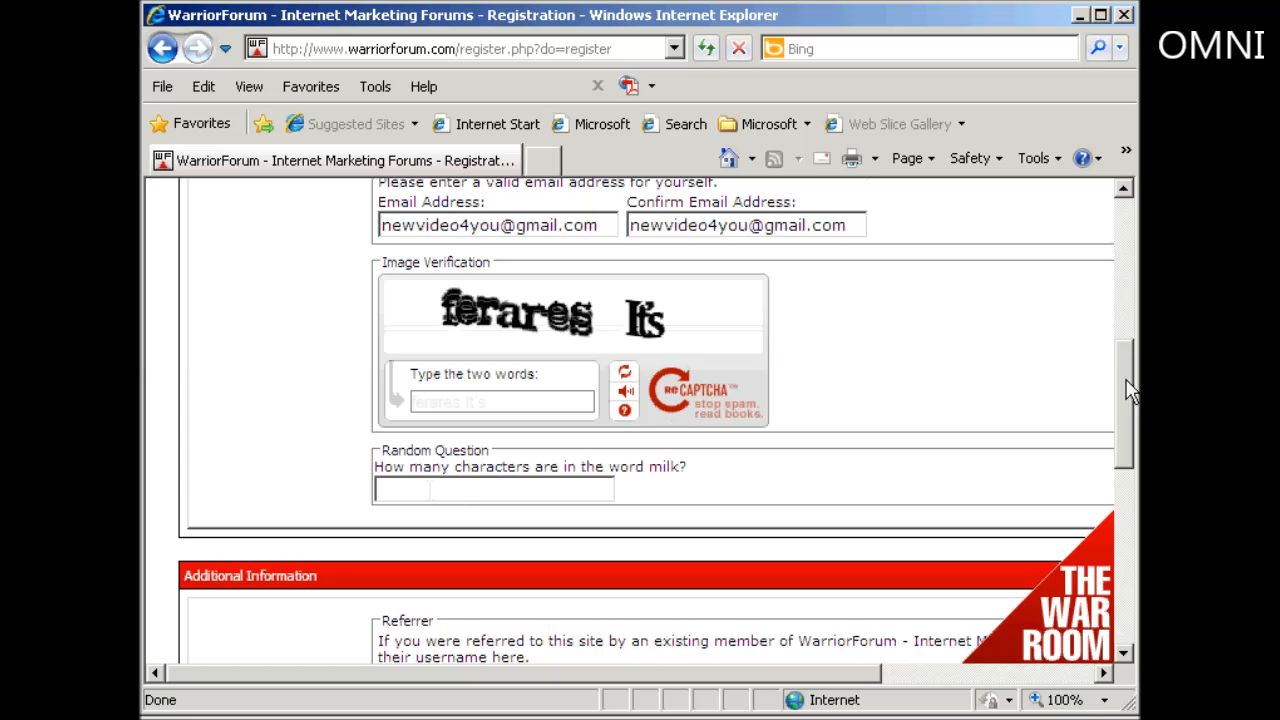 WarriorForum - Internet Marketing Forums - Registration - Windows Internet Explorer
OMNI
http://www.warriorforum.com/register.php?do=register
Bing
File Edit View Favorites Tools Help
Favorites Suggested Sites Internet Start Microsoft Search Microsoft Web Slice Gallery
WarriorForum - Internet Marketing Forums - Registrat...
Page Safety Tools
Please enter a valid email address for yourself.
Email Address: Confirm Email Address:
newvideo4you@gmail.com newvideo4you@gmail.com
Image Verification
ferares It's
Type the two words:
ferares It s
reCAPTCHA™
stop spam.
read books.
Random Question
How many characters are in the word milk?
Additional Information
THE
WAR
ROOM
Referrer
If you were referred to this site by an existing member of WarriorForum - Internet M
their username here.
Done Internet 100%